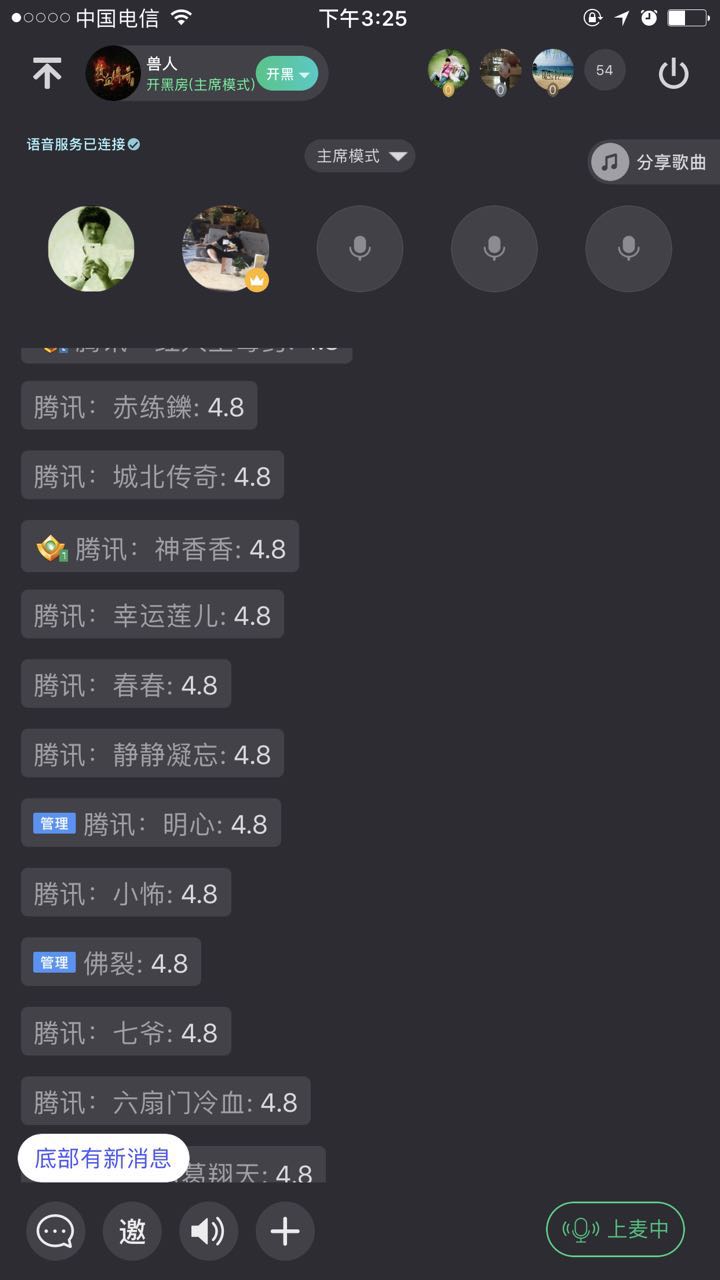 中国电信 下午3:25
兽人
开黑房(主席模式) 开黑
0 0 0 54
语音服务已连接
主席模式
分享歌曲
腾讯：赤练鑠: 4.8
腾讯：城北传奇: 4.8
1 腾讯：神香香: 4.8
腾讯：幸运莲儿: 4.8
腾讯：春春: 4.8
腾讯：静静凝忘: 4.8
管理 腾讯：明心: 4.8
腾讯：小怖: 4.8
管理 佛裂: 4.8
腾讯：七爷: 4.8
腾讯：六扇门冷血: 4.8
底部有新消息 葛翔天: 4.8
邀 上麦中